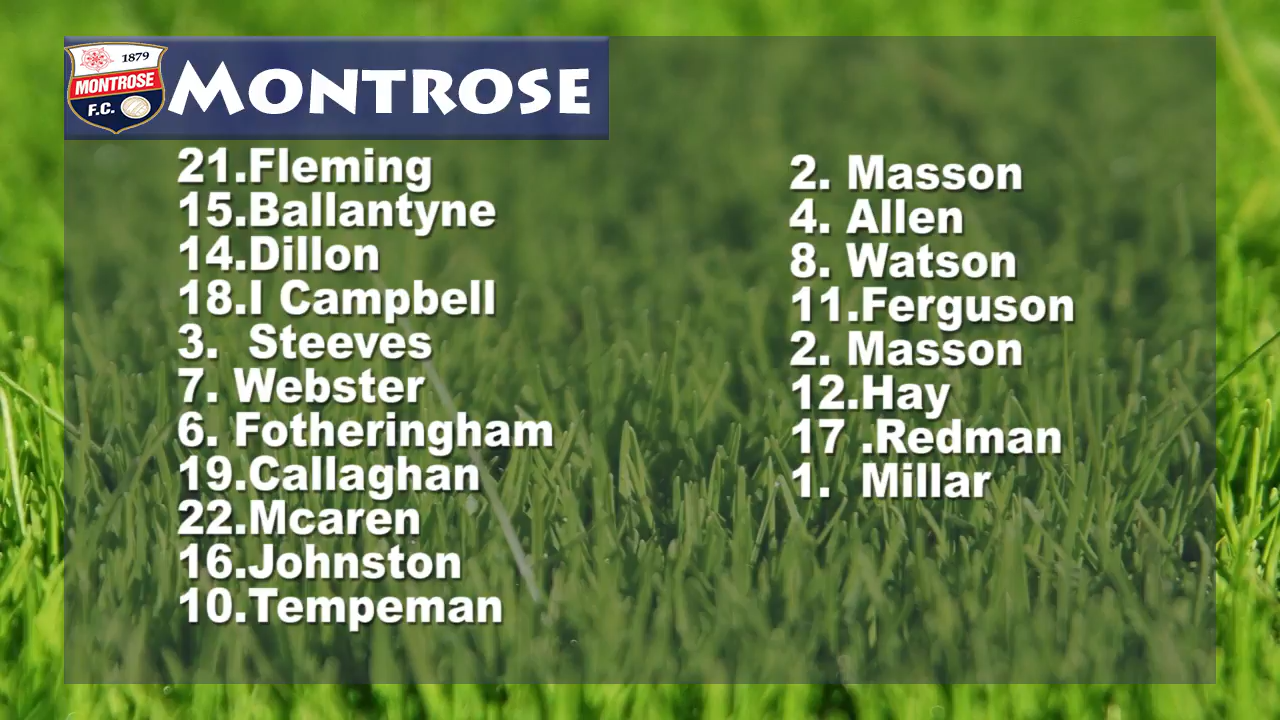 1879
MONTROSE
F.C.
MONTROSE
21.Fleming
15.Ballantyne
14.Dillon
18.I Campbell
3. Steeves
7. Webster
6. Fotheringham
19.Callaghan
22.Mcaren
16.Johnston
10.Tempeman
2. Masson
4. Allen
8. Watson
11.Ferguson
2. Masson
12.Hay
17 .Redman
1. Millar